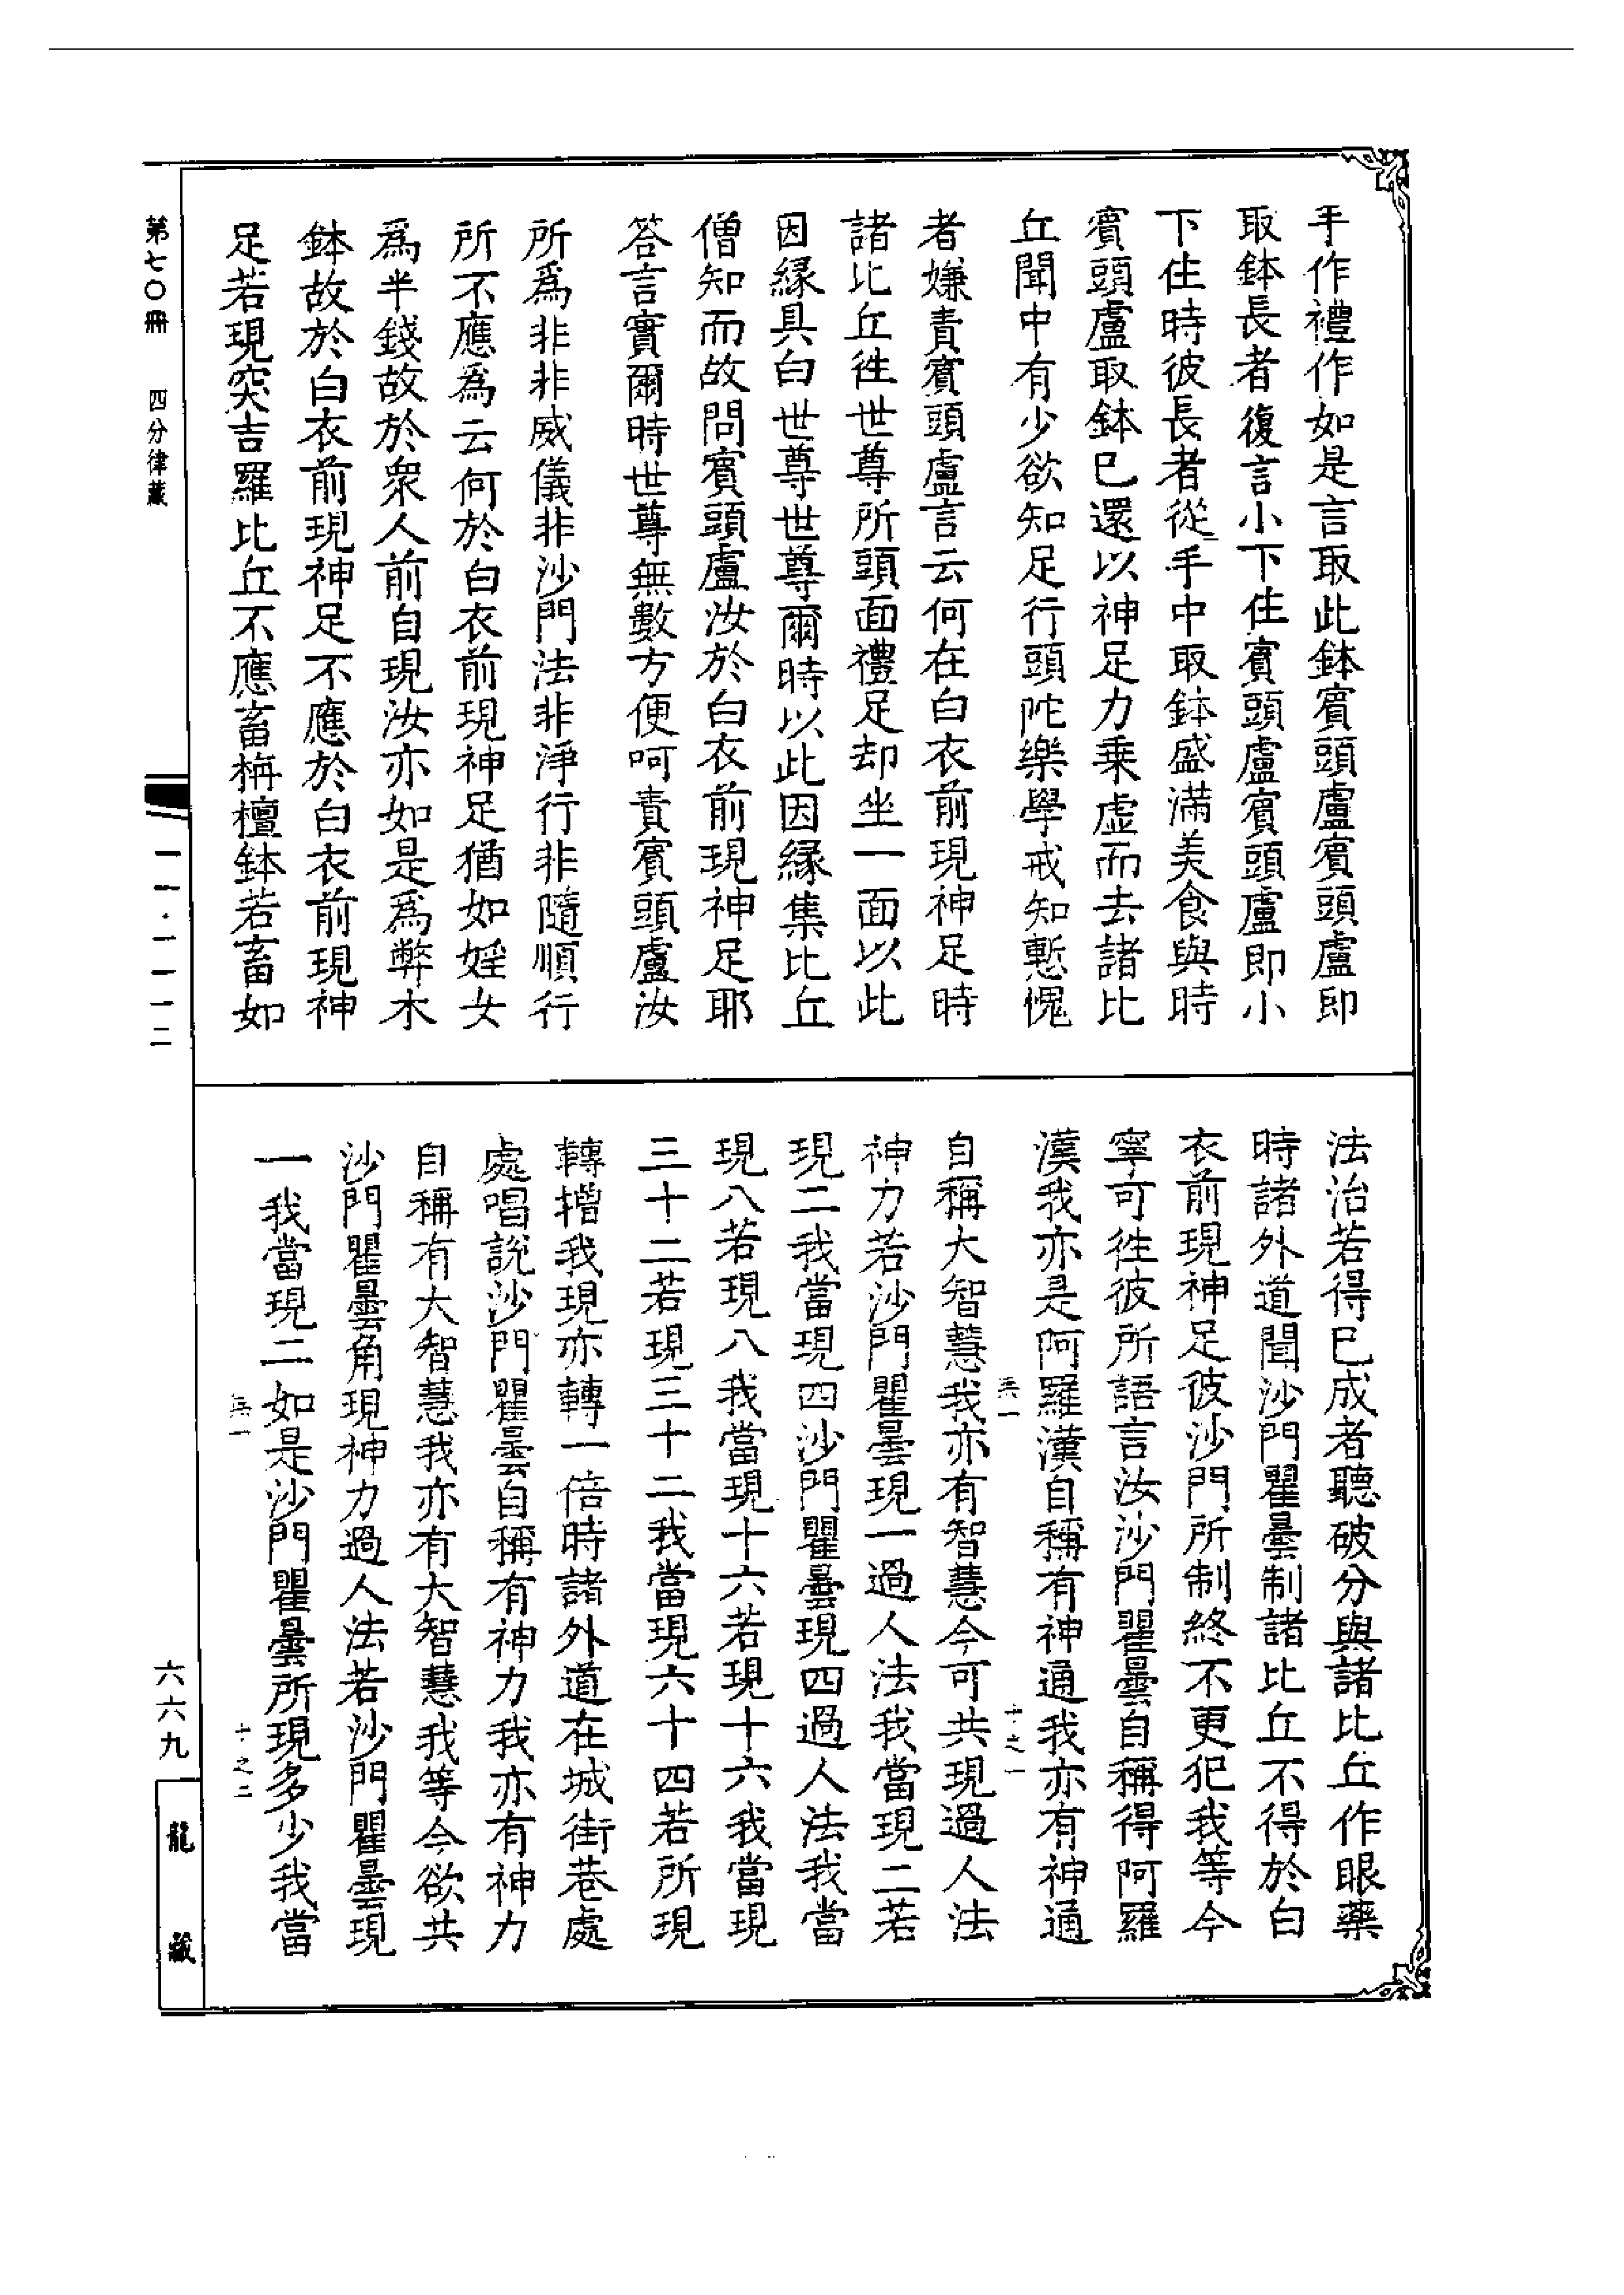 手作禮作如是言取此鉢賓頭盧賓頭盧即
取鉢長者復言小下住賓頭盧賓頭盧即小
下住時彼長者從手中取鉢盛滿美食與時
賓頭盧取鉢已還以神足力乗虛而去諸比
丘聞中有少欲知足行頭陀樂學戒知慙愧
者嫌責賓頭盧言云何在白衣前現神足時
諸比丘徃世尊所頭面禮足却坐一面以此
因緣具白世尊世尊爾時以此因緣集比丘
僧知而故問賓頭盧汝於白衣前現神足耶
答言實爾時世尊無數方便呵責賓頭盧汝
所爲非非威儀非沙門法非淨行非隨順行
所不應爲云何於白衣前現神足猶如婬女
爲半錢故於衆人前自現汝亦如是爲弊木
鉢故於白衣前現神足不應於白衣前現神
足若現突吉羅比丘不應畜栴檀鉢若畜如
法治若得已成者聽破分與諸比丘作眼藥
時諸外道聞沙門瞿曇制諸比丘不得於白
衣前現神足彼沙門所制終不更犯我等今
寧可徃彼所語言汝沙門瞿曇自稱得阿羅
漢我亦是阿羅漢自稱有神通我亦有神通
自稱大智慧我亦有智慧今可共現過人法
神力若沙門瞿曇現一過人法我當現二若
現二我當現四沙門瞿曇現四過人法我當
現八若現八我當現十六若現十六我當現
三十二若現三十二我當現六十四若所現
轉增我現亦轉一倍時諸外道在城街巷處
處唱說沙門瞿曇自稱有神力我亦有神力
自稱有大智慧我亦有大智慧我等今欲共
沙門瞿曇角現神力過人法若沙門瞿曇現
一我當現二如是沙門瞿曇所現多少我當
十之一
十之二
第七〇冊 四分律藏
一一·一一一二
六六九
龍藏